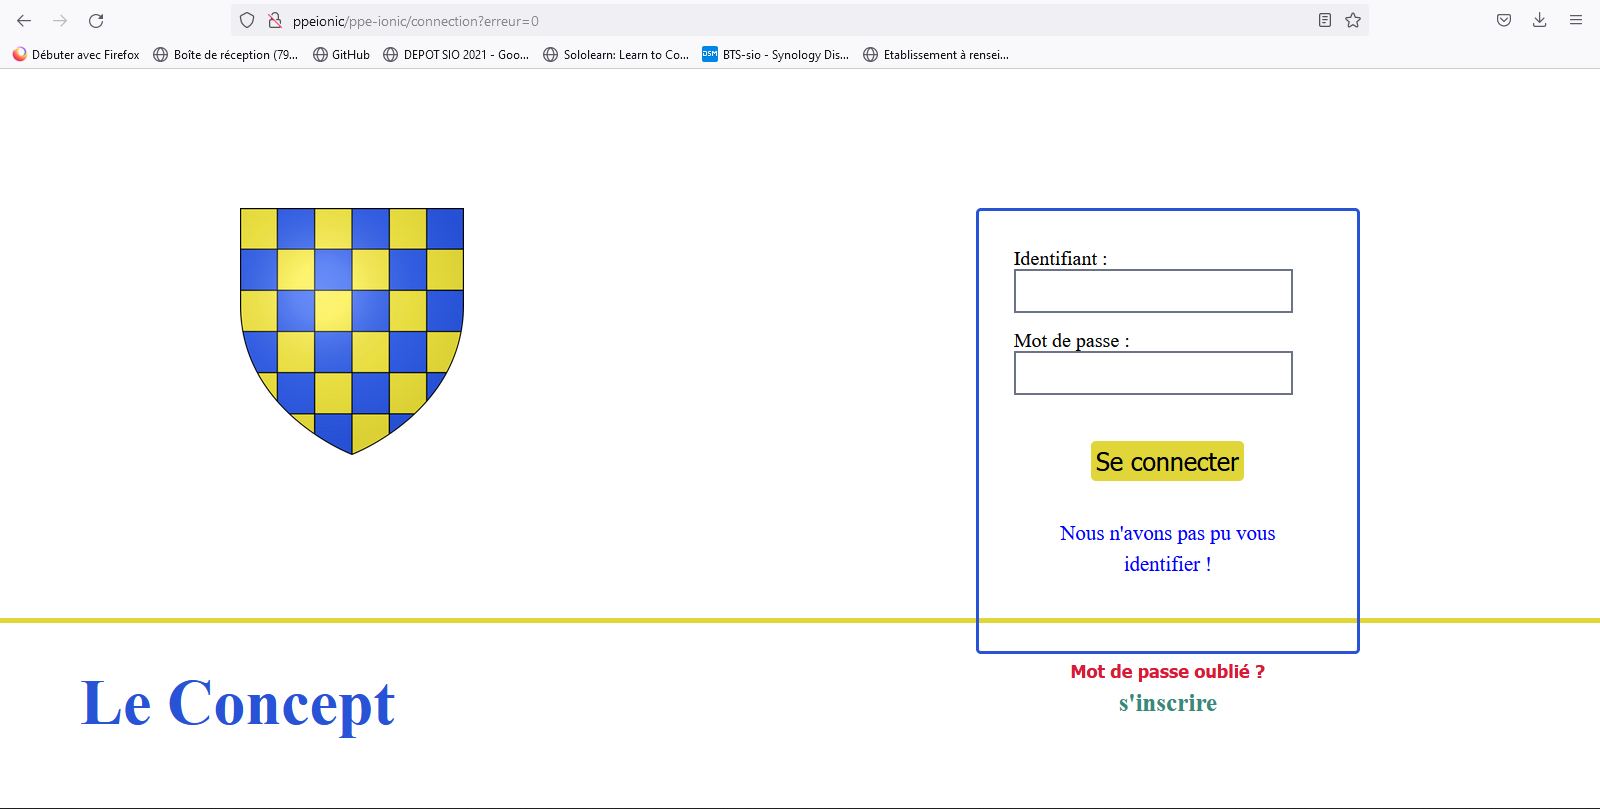 ppeionic/ppe-ionic/connection?erreur=0
Débuter avec Firefox
Boîte de réception (79...
GitHub
DEPOT SIO 2021 - Goo...
Sololearn: Learn to Co...
DSM
BTS-sio - Synology Dis...
Etablissement à rensei...
Identifiant :
Mot de passe :
Se connecter
Nous n'avons pas pu vous
identifier !
Mot de passe oublié ?
s'inscrire
Le Concept